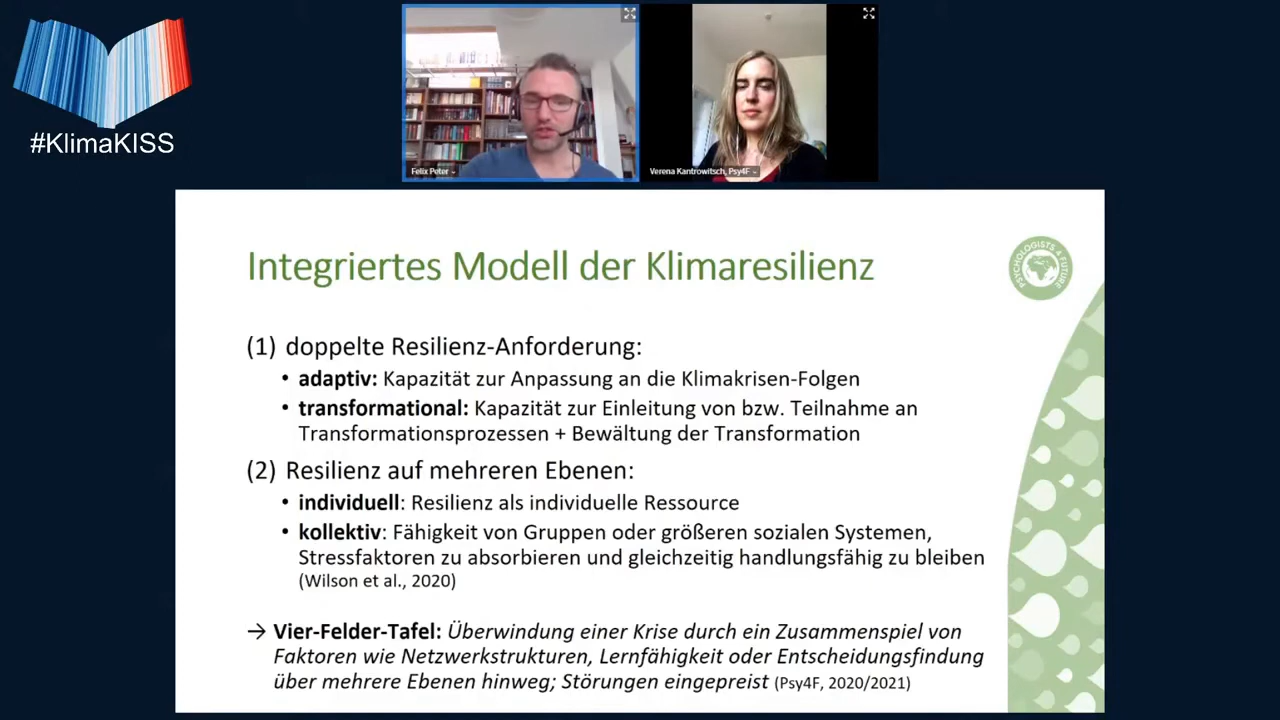 #KlimaKISS
Felix Peter
Verena Kantrowitsch, Psy4F
Integriertes Modell der Klimaresilienz
PSYCHOLOGISTS 4 FUTURE
(1) doppelte Resilienz-Anforderung:
• adaptiv: Kapazität zur Anpassung an die Klimakrisen-Folgen
• transformational: Kapazität zur Einleitung von bzw. Teilnahme an
Transformationsprozessen + Bewältung der Transformation
(2) Resilienz auf mehreren Ebenen:
• individuell: Resilienz als individuelle Ressource
• kollektiv: Fähigkeit von Gruppen oder größeren sozialen Systemen,
Stressfaktoren zu absorbieren und gleichzeitig handlungsfähig zu bleiben
(Wilson et al., 2020)
→ Vier-Felder-Tafel: Überwindung einer Krise durch ein Zusammenspiel von
Faktoren wie Netzwerkstrukturen, Lernfähigkeit oder Entscheidungsfindung
über mehrere Ebenen hinweg; Störungen eingepreist (Psy4F, 2020/2021)